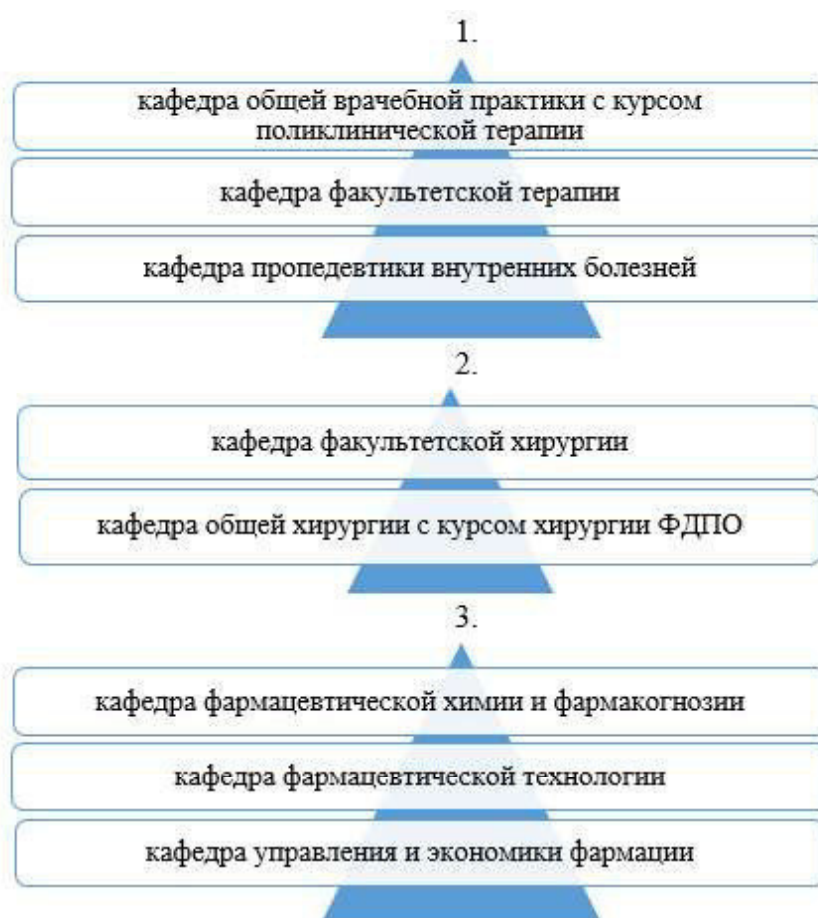 1.
кафедра общей врачебной практики с курсом
поликлинической терапии
кафедра факультетской терапии
кафедра пропедевтики внутренних болезней
2.
кафедра факультетской хирургии
кафедра общей хирургии с курсом хирургии ФДПО
3.
кафедра фармацевтической химии и фармакогнозии
кафедра фармацевтической технологии
кафедра управления и экономики фармации